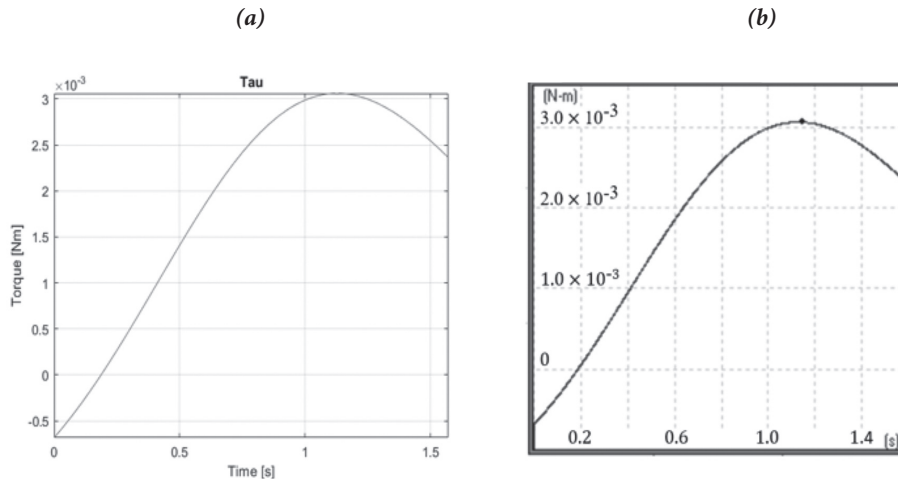 (a)
(b)
×10⁻³
Tau
3
2.5
2
1.5
1
0.5
0
-0.5
Torque [Nm]
0 0.5 1 1.5
Time [s]
(N·m)
3.0 × 10⁻³
2.0 × 10⁻³
1.0 × 10⁻³
0
0.2 0.6 1.0 1.4 [s]